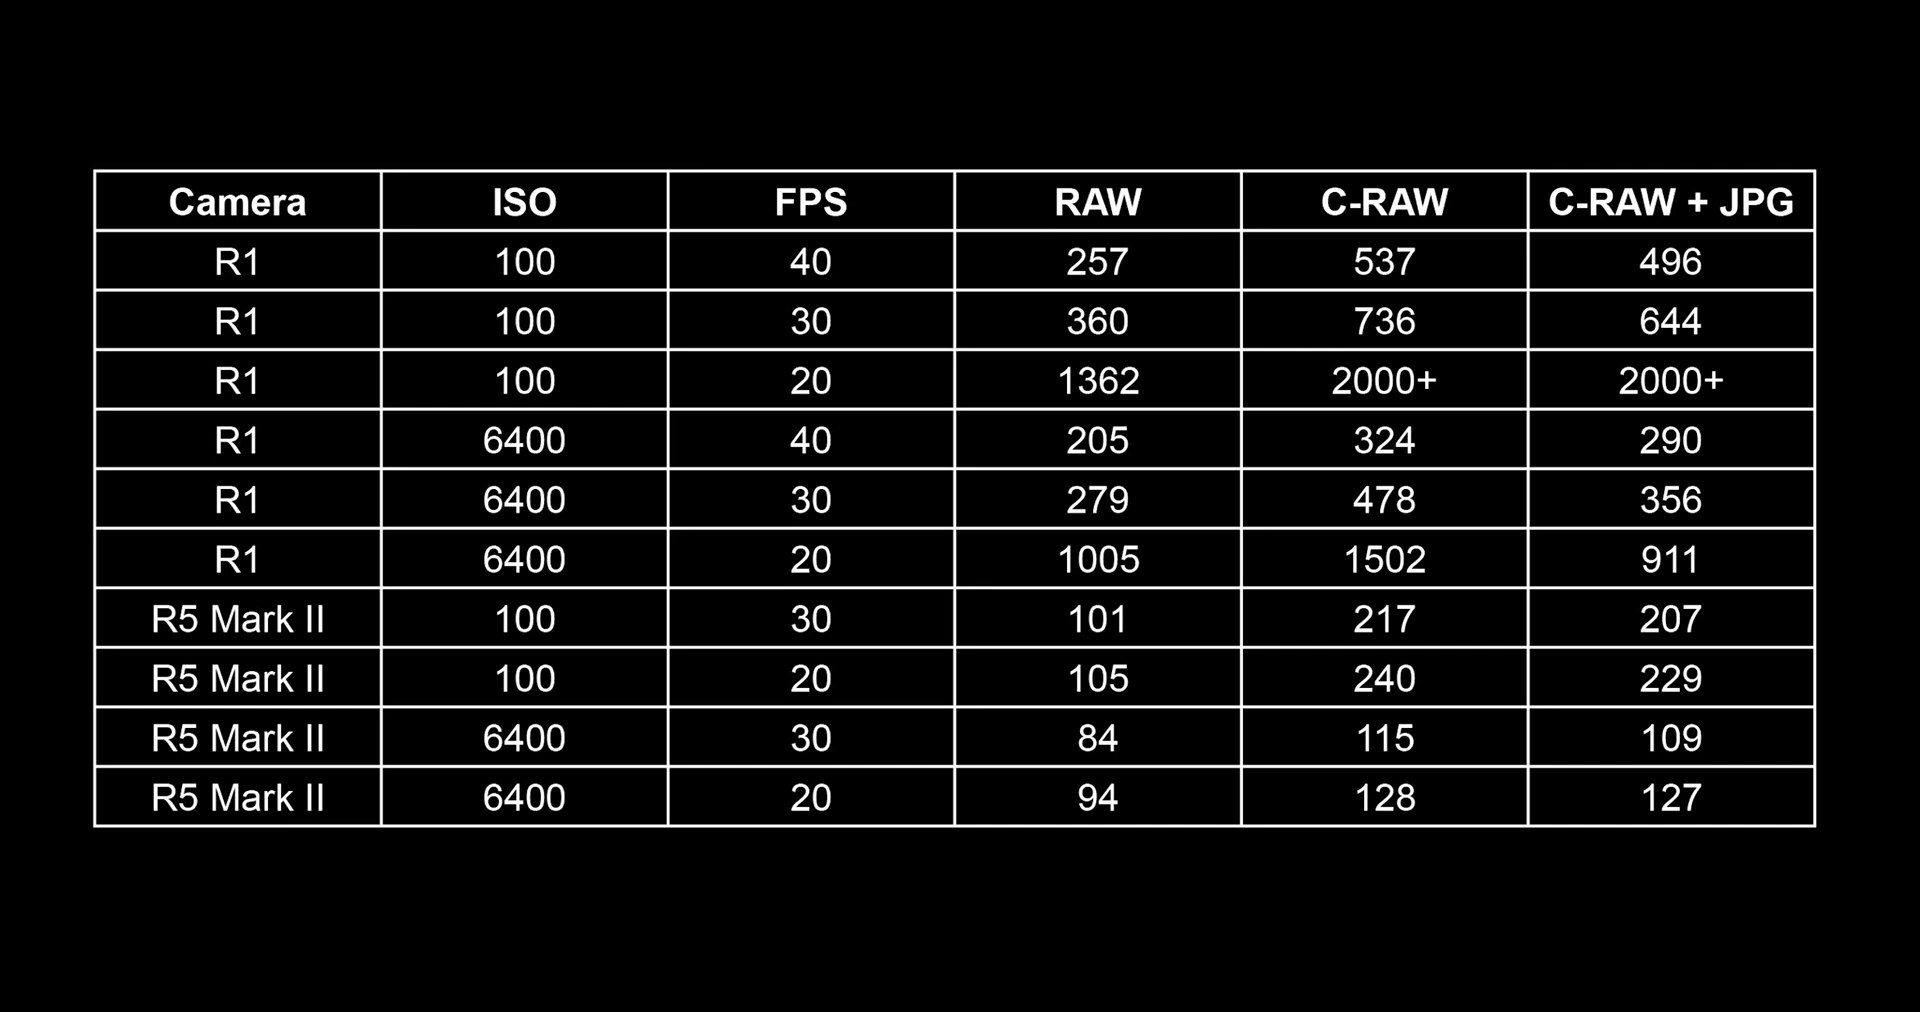 Camera ISO FPS RAW C-RAW C-RAW + JPG
R1 100 40 257 537 496
R1 100 30 360 736 644
R1 100 20 1362 2000+ 2000+
R1 6400 40 205 324 290
R1 6400 30 279 478 356
R1 6400 20 1005 1502 911
R5 Mark II 100 30 101 217 207
R5 Mark II 100 20 105 240 229
R5 Mark II 6400 30 84 115 109
R5 Mark II 6400 20 94 128 127